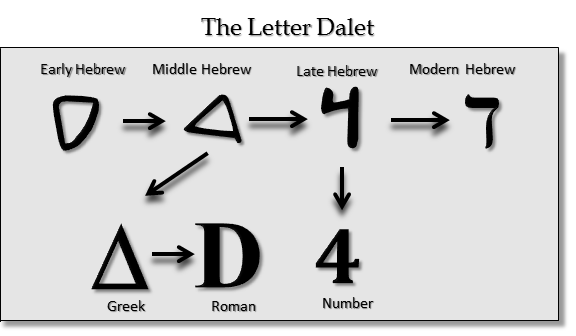 The Letter Dalet
Early Hebrew Middle Hebrew Late Hebrew Modern Hebrew
ד
Δ D 4
Greek Roman Number